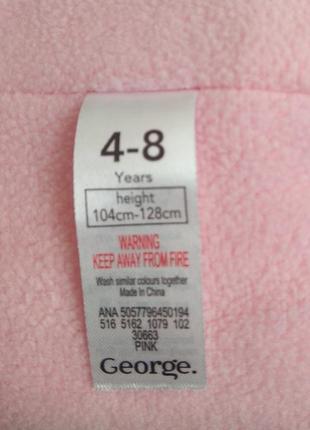 4-8
Years
height
104cm-128cm
WARNING
KEEP AWAY FROM FIRE
Wash similar colours together
Made In China
ANA 5057796450194
516 5162 1079 102
30663
PINK
George.